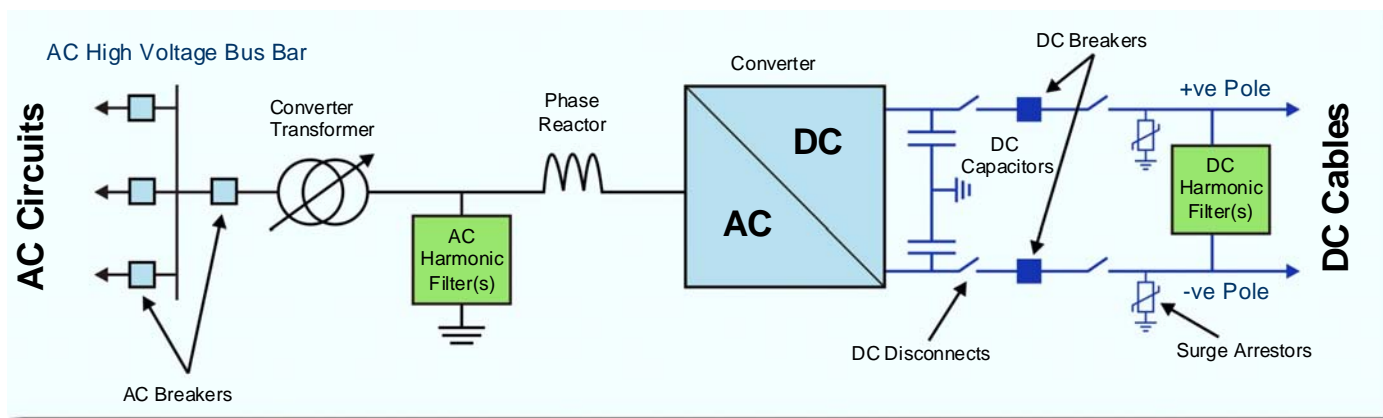 AC High Voltage Bus Bar
AC Circuits
Converter
Transformer
Phase
Reactor
Converter
DC Breakers
+ve Pole
DC
AC
DC
Capacitors
AC
Harmonic
Filter(s)
DC
Harmonic
Filter(s)
DC Cables
-ve Pole
DC Disconnects
Surge Arrestors
AC Breakers